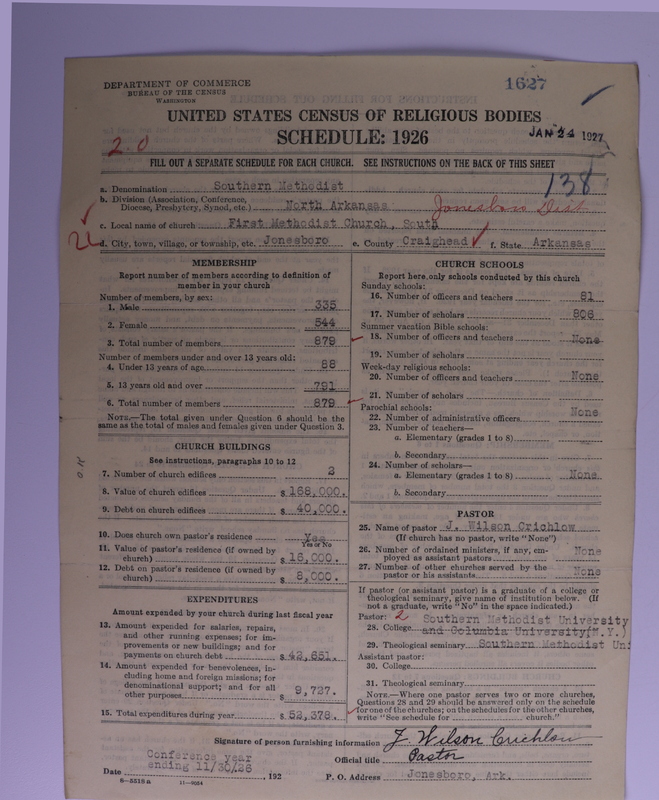 DEPARTMENT OF COMMERCE
BUREAU OF THE CENSUS
WASHINGTON
1627
UNITED STATES CENSUS OF RELIGIOUS BODIES
SCHEDULE: 1926
JAN 24 1927
20
FILL OUT A SEPARATE SCHEDULE FOR EACH CHURCH. SEE INSTRUCTIONS ON THE BACK OF THIS SHEET
138
a. Denomination Southern Methodist
b. Division (Association, Conference, Diocese, Presbytery, Synod, etc.) North Arkansas Jonesboro Dist
c. Local name of church First Methodist Church, South
d. City, town, village, or township, etc. Jonesboro e. County Craighead f. State Arkansas
MEMBERSHIP
Report number of members according to definition of
member in your church
Number of members, by sex:
1. Male 335
2. Female 544
3. Total number of members 879
Number of members under and over 13 years old:
4. Under 13 years of age 88
5. 13 years old and over 791
6. Total number of members 879
NOTE.—The total given under Question 6 should be
the same as the total of males and females given under Question 3.
CHURCH BUILDINGS
See instructions, paragraphs 10 to 12
7. Number of church edifices
8. Value of church edifices $188,000.
9. Debt on church edifices $40,000.
10. Does church own pastor's residence Yes
Yes or No
11. Value of pastor's residence (if owned by
church) $16,000.
12. Debt on pastor's residence (if owned by
church) $8,000.
EXPENDITURES
Amount expended by your church during last fiscal year
13. Amount expended for salaries, repairs,
and other running expenses; for im-
provements or new buildings; and for
payments on church debt $42,651.
14. Amount expended for benevolences, in-
cluding home and foreign missions; for
denominational support; and for all
other purposes $9,727.
15. Total expenditures during year $52,378.
CHURCH SCHOOLS
Report here only schools conducted by this church
Sunday schools:
16. Number of officers and teachers 81
17. Number of scholars 806
Summer vacation Bible schools:
18. Number of officers and teachers None
19. Number of scholars
Week-day religious schools:
20. Number of officers and teachers None
21. Number of scholars
Parochial schools:
22. Number of administrative officers None
23. Number of teachers—
a. Elementary (grades 1 to 8)
b. Secondary
24. Number of scholars—
a. Elementary (grades 1 to 8) None
b. Secondary
PASTOR
25. Name of pastor J. Wilson Crichlow
(If church has no pastor, write "None")
26. Number of ordained ministers, if any, em-
ployed as assistant pastors None
27. Number of other churches served by the
pastor or his assistants None
If pastor (or assistant pastor) is a graduate of a college or
theological seminary, give name of institution below. (If
not a graduate, write "No" in the space indicated.)
Pastor: 2 Southern Methodist University
28. College and Columbia University(N.Y.)
29. Theological seminary Southern Methodist Uni
Assistant pastor:
30. College
31. Theological seminary
NOTE.—Where one pastor serves two or more churches,
Questions 28 and 29 should be answered only on the schedule
for one of the churches; on the schedules for the other churches,
write "See schedule for church."
Signature of person furnishing information J. Wilson Crichlow
Official title Pastor
Conference year
ending 11/30/26
Date , 192
P. O. Address Jonesboro, Ark.
8—5518a 11—9054